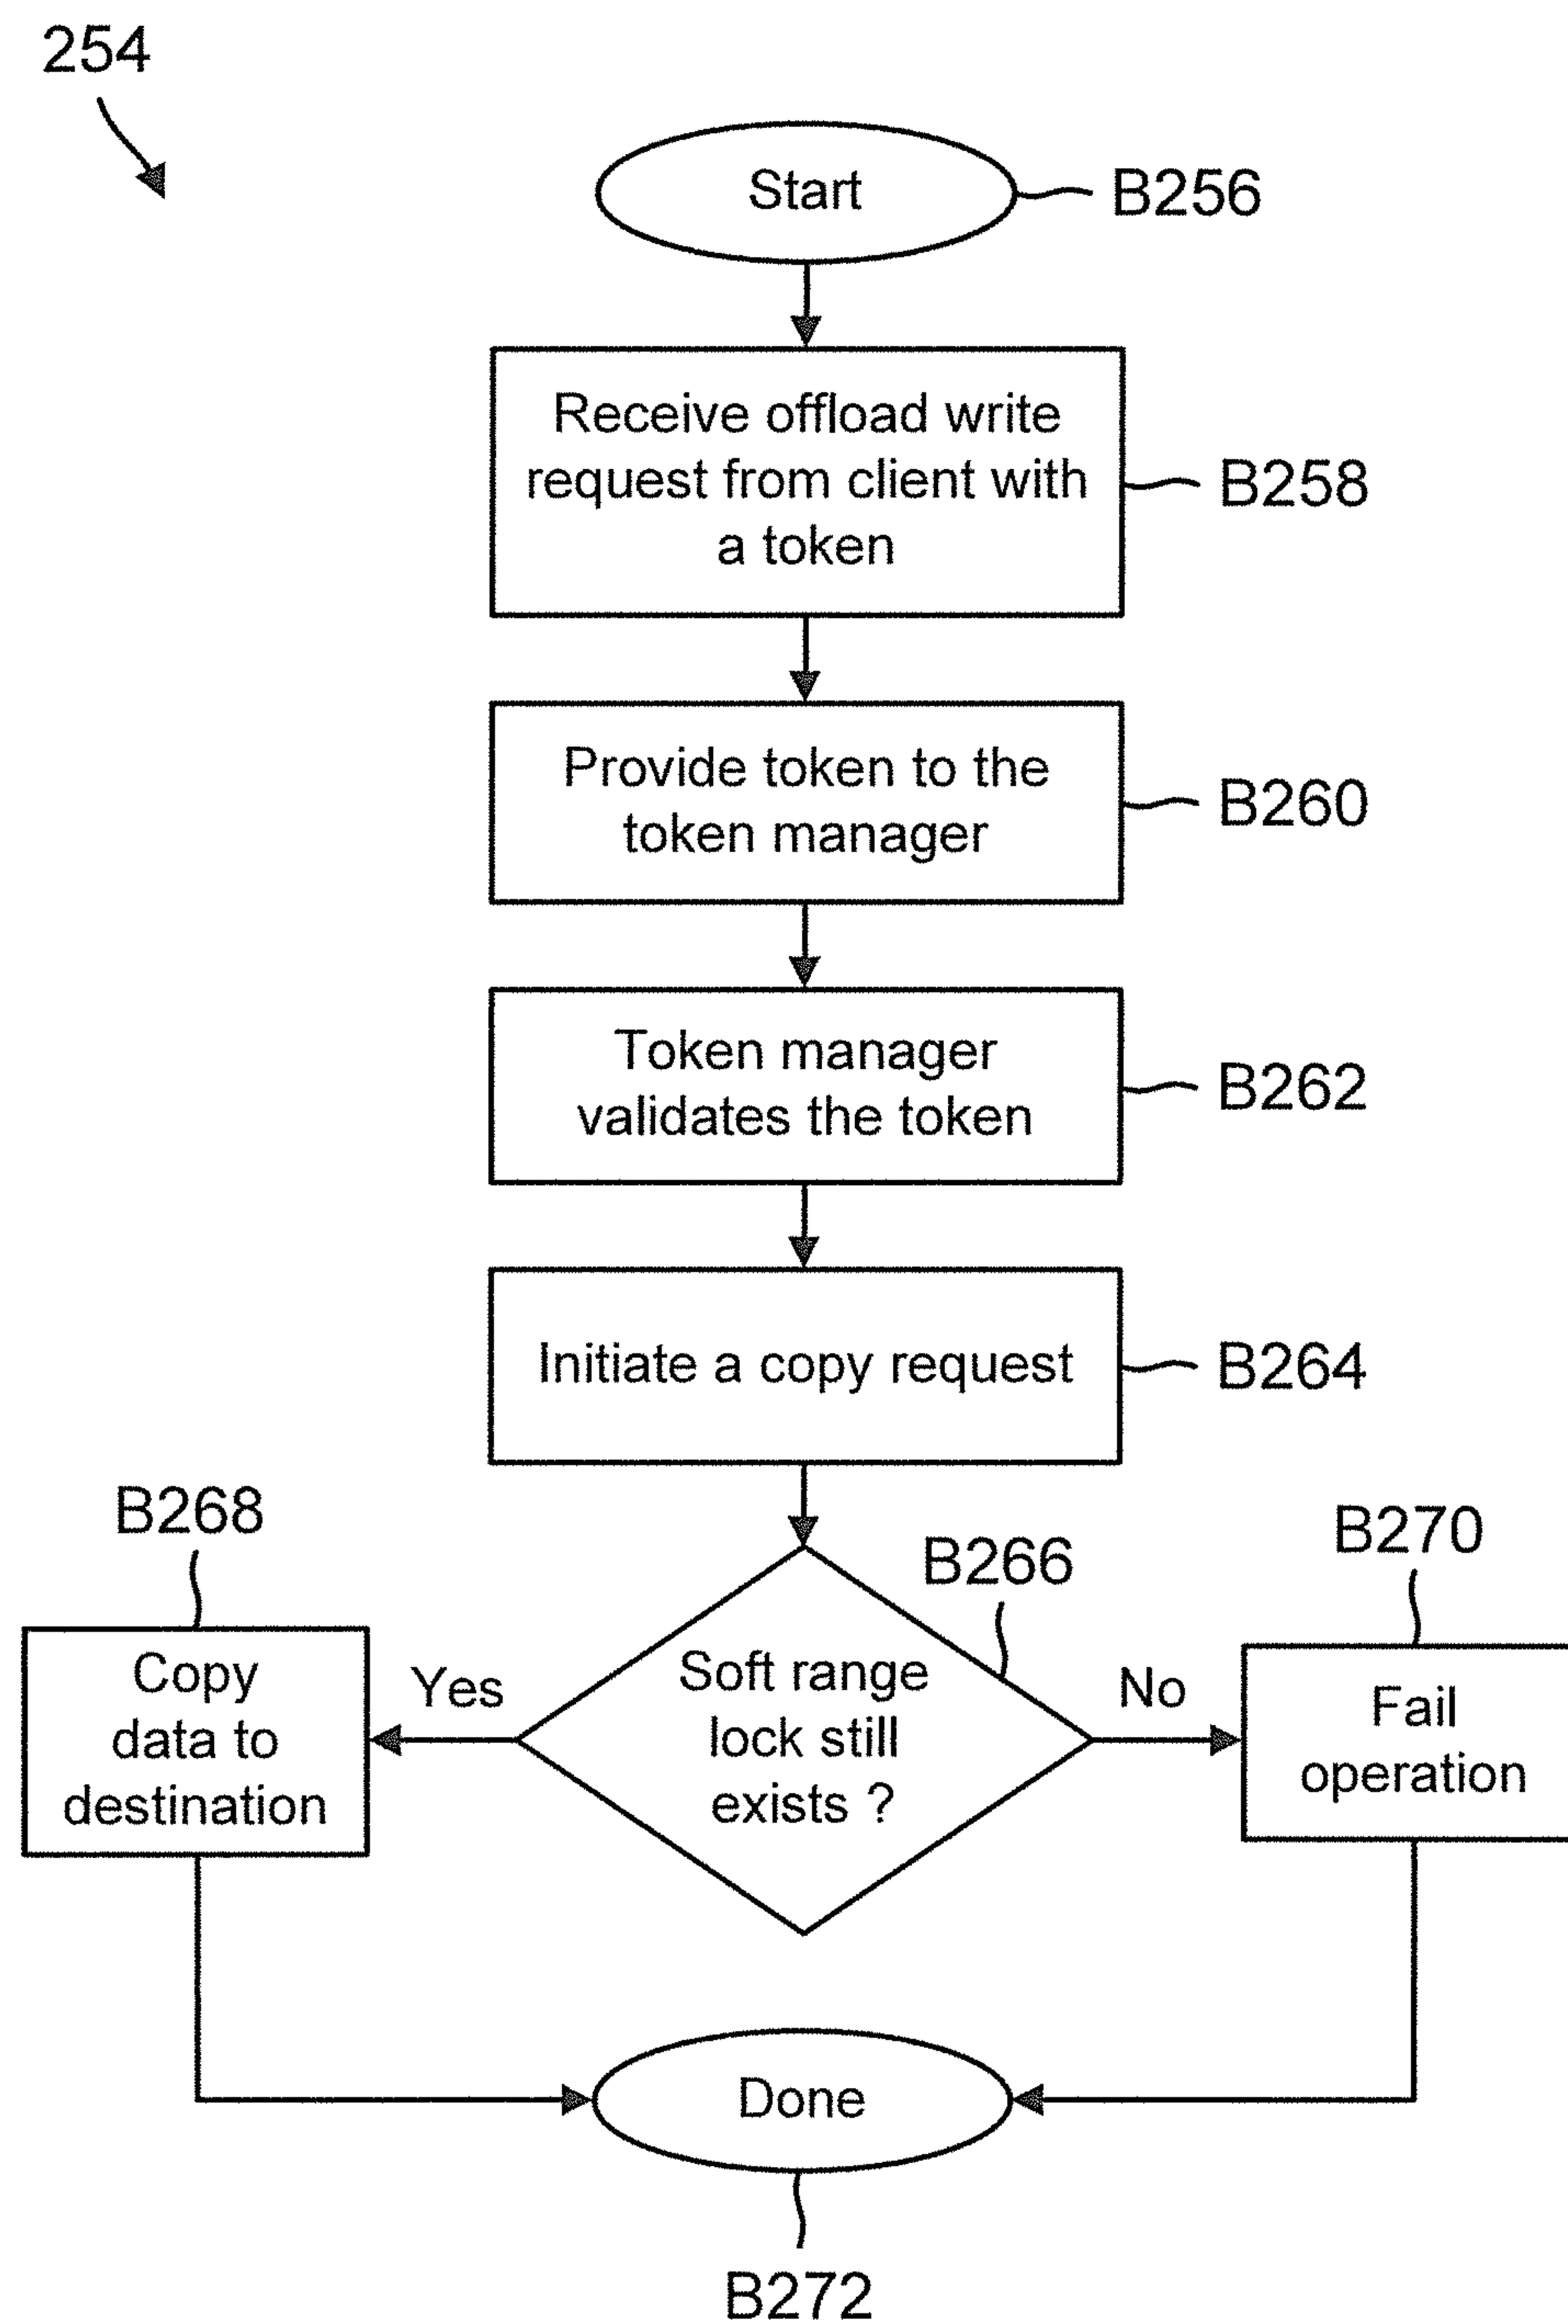 254
Start
B256
Receive offload write
request from client with
a token
B258
Provide token to the
token manager
B260
Token manager
validates the token
B262
Initiate a copy request
B264
B268
B266
B270
Copy
data to
destination
Yes
Soft range
lock still
exists ?
No
Fail
operation
Done
B272